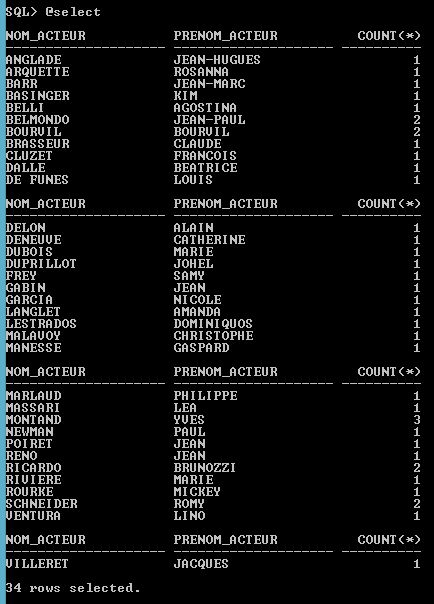 SQL> @select
NOM_ACTEUR PRENOM_ACTEUR COUNT(*)
ANGLADE JEAN-HUGUES 1
ARQUETTE ROSANNA 1
BARR JEAN-MARC 1
BASINGER KIM 1
BELLI AGOSTINA 1
BELMONDO JEAN-PAUL 2
BOURVIL BOURVIL 2
BRASSEUR CLAUDE 1
CLUZET FRANCOIS 1
DALLE BEATRICE 1
DE FUNES LOUIS 1
NOM_ACTEUR PRENOM_ACTEUR COUNT(*)
DELON ALAIN 1
DENEUVE CATHERINE 1
DUBOIS MARIE 1
DUPRILLOT JOHEL 1
FREY SAMY 1
GABIN JEAN 1
GARCIA NICOLE 1
LANGLET AMANDA 1
LESTRADOS DOMINIQUOS 1
MALAVOY CHRISTOPHE 1
MANESSE GASPARD 1
NOM_ACTEUR PRENOM_ACTEUR COUNT(*)
MARLAUD PHILIPPE 1
MASSARI LEA 1
MONTAND YVES 3
NEWMAN PAUL 1
POIRET JEAN 1
RENO JEAN 1
RICARDO BRUNOZZI 2
RIVIERE MARIE 1
ROURKE MICKEY 1
SCHNEIDER ROMY 2
VENTURA LINO 1
NOM_ACTEUR PRENOM_ACTEUR COUNT(*)
VILLERET JACQUES 1
34 rows selected.